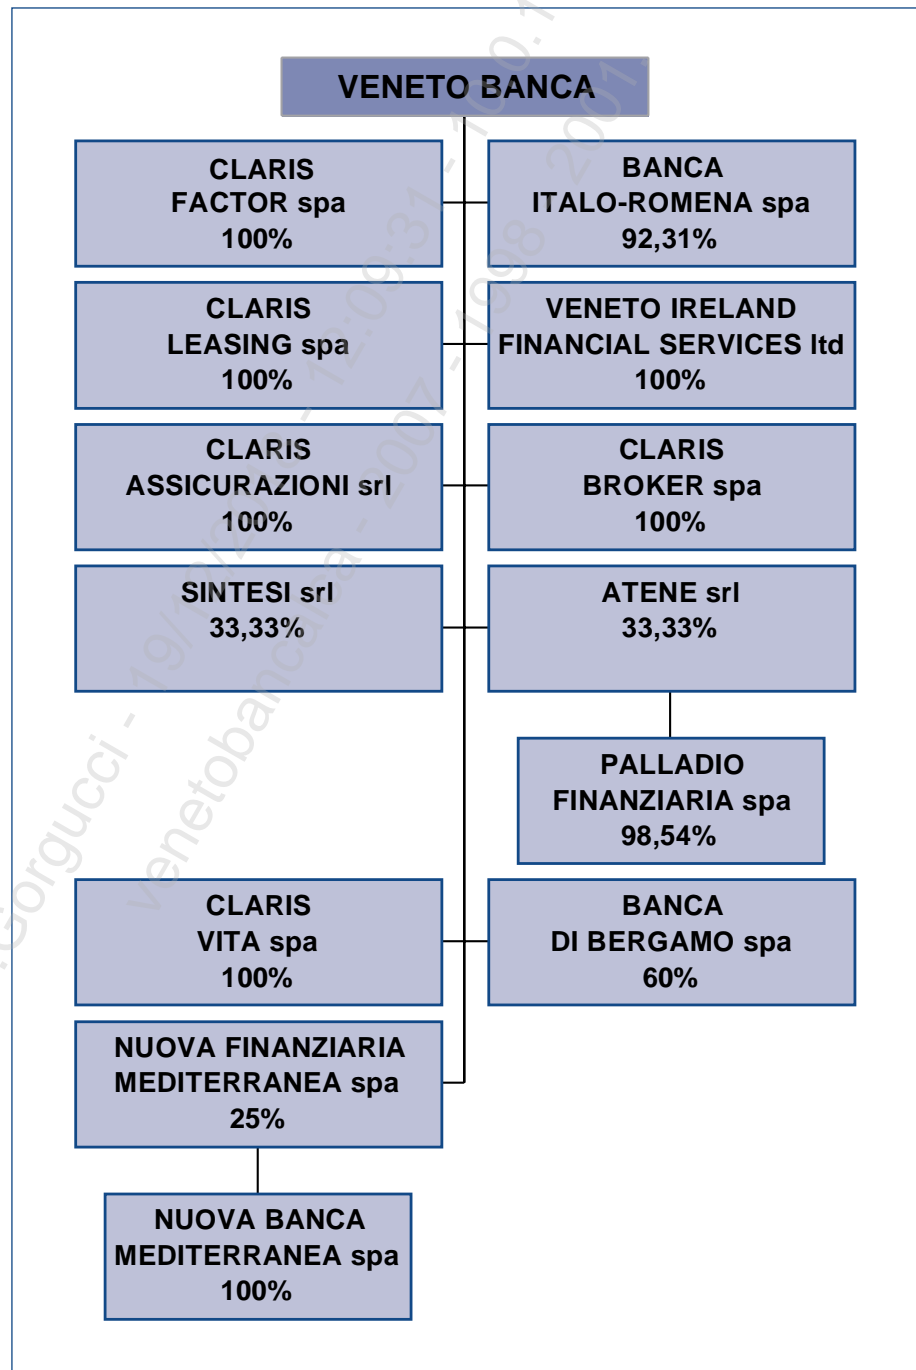 VENETO BANCA
CLARIS
FACTOR spa
100%
BANCA
ITALO-ROMENA spa
92,31%
CLARIS
LEASING spa
100%
VENETO IRELAND
FINANCIAL SERVICES ltd
100%
CLARIS
ASSICURAZIONI srl
100%
CLARIS
BROKER spa
100%
SINTESI srl
33,33%
ATENE srl
33,33%
PALLADIO
FINANZIARIA spa
98,54%
CLARIS
VITA spa
100%
BANCA
DI BERGAMO spa
60%
NUOVA FINANZIARIA
MEDITERRANEA spa
25%
NUOVA BANCA
MEDITERRANEA spa
100%